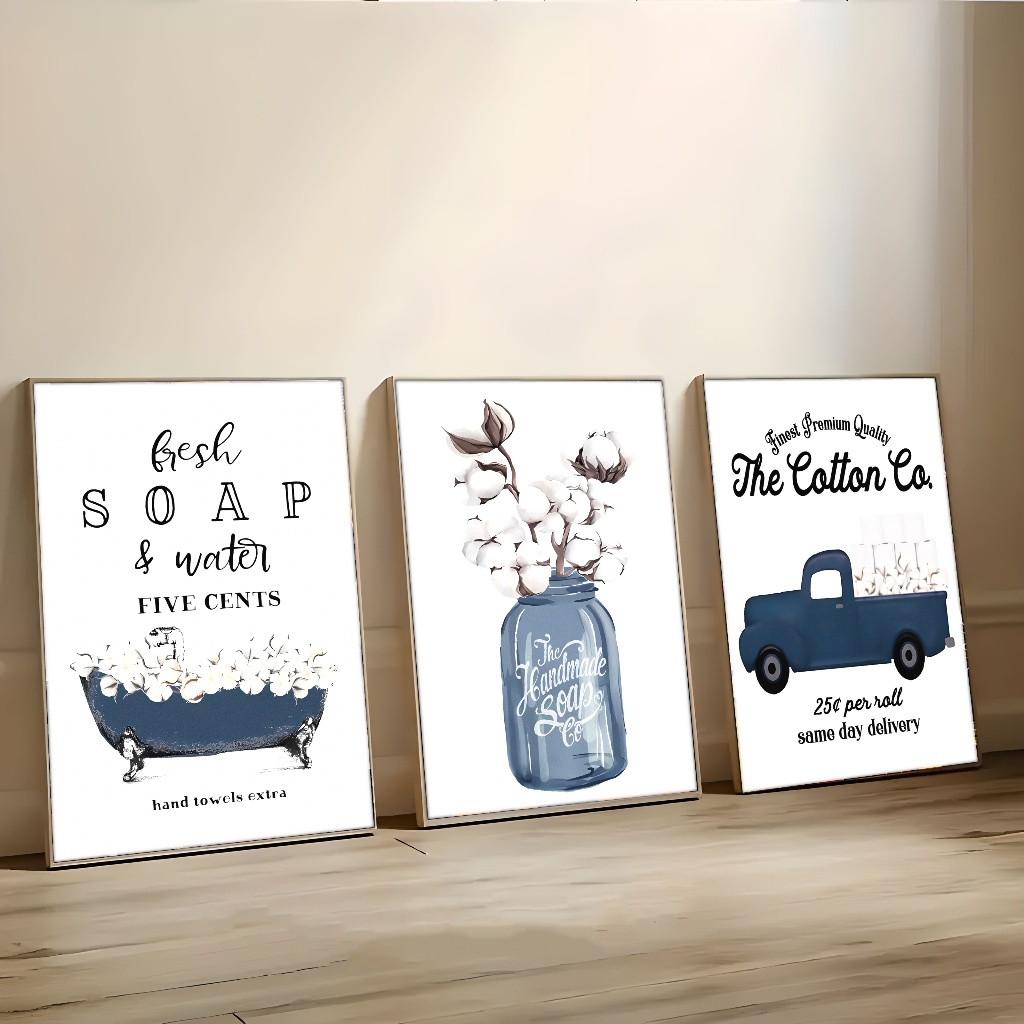 fresh
SOAP
& water
FIVE CENTS
hand towels extra
The
Handmade
Soap
Co
Finest Premium Quality
The Cotton Co.
25¢ per roll
same day delivery